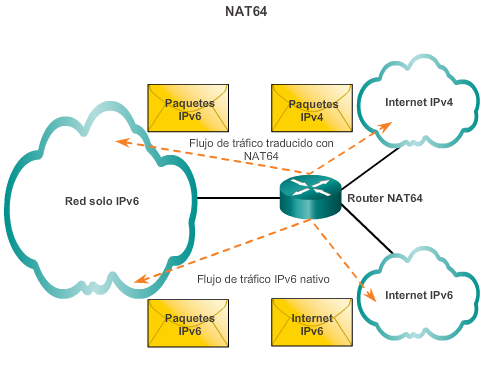 NAT64
Paquetes
IPv6
Paquetes
IPv4
Internet IPv4
Flujo de tráfico traducido con
NAT64
Red solo IPv6
Router NAT64
Flujo de tráfico IPv6 nativo
Internet IPv6
Paquetes
IPv6
Internet
IPv6